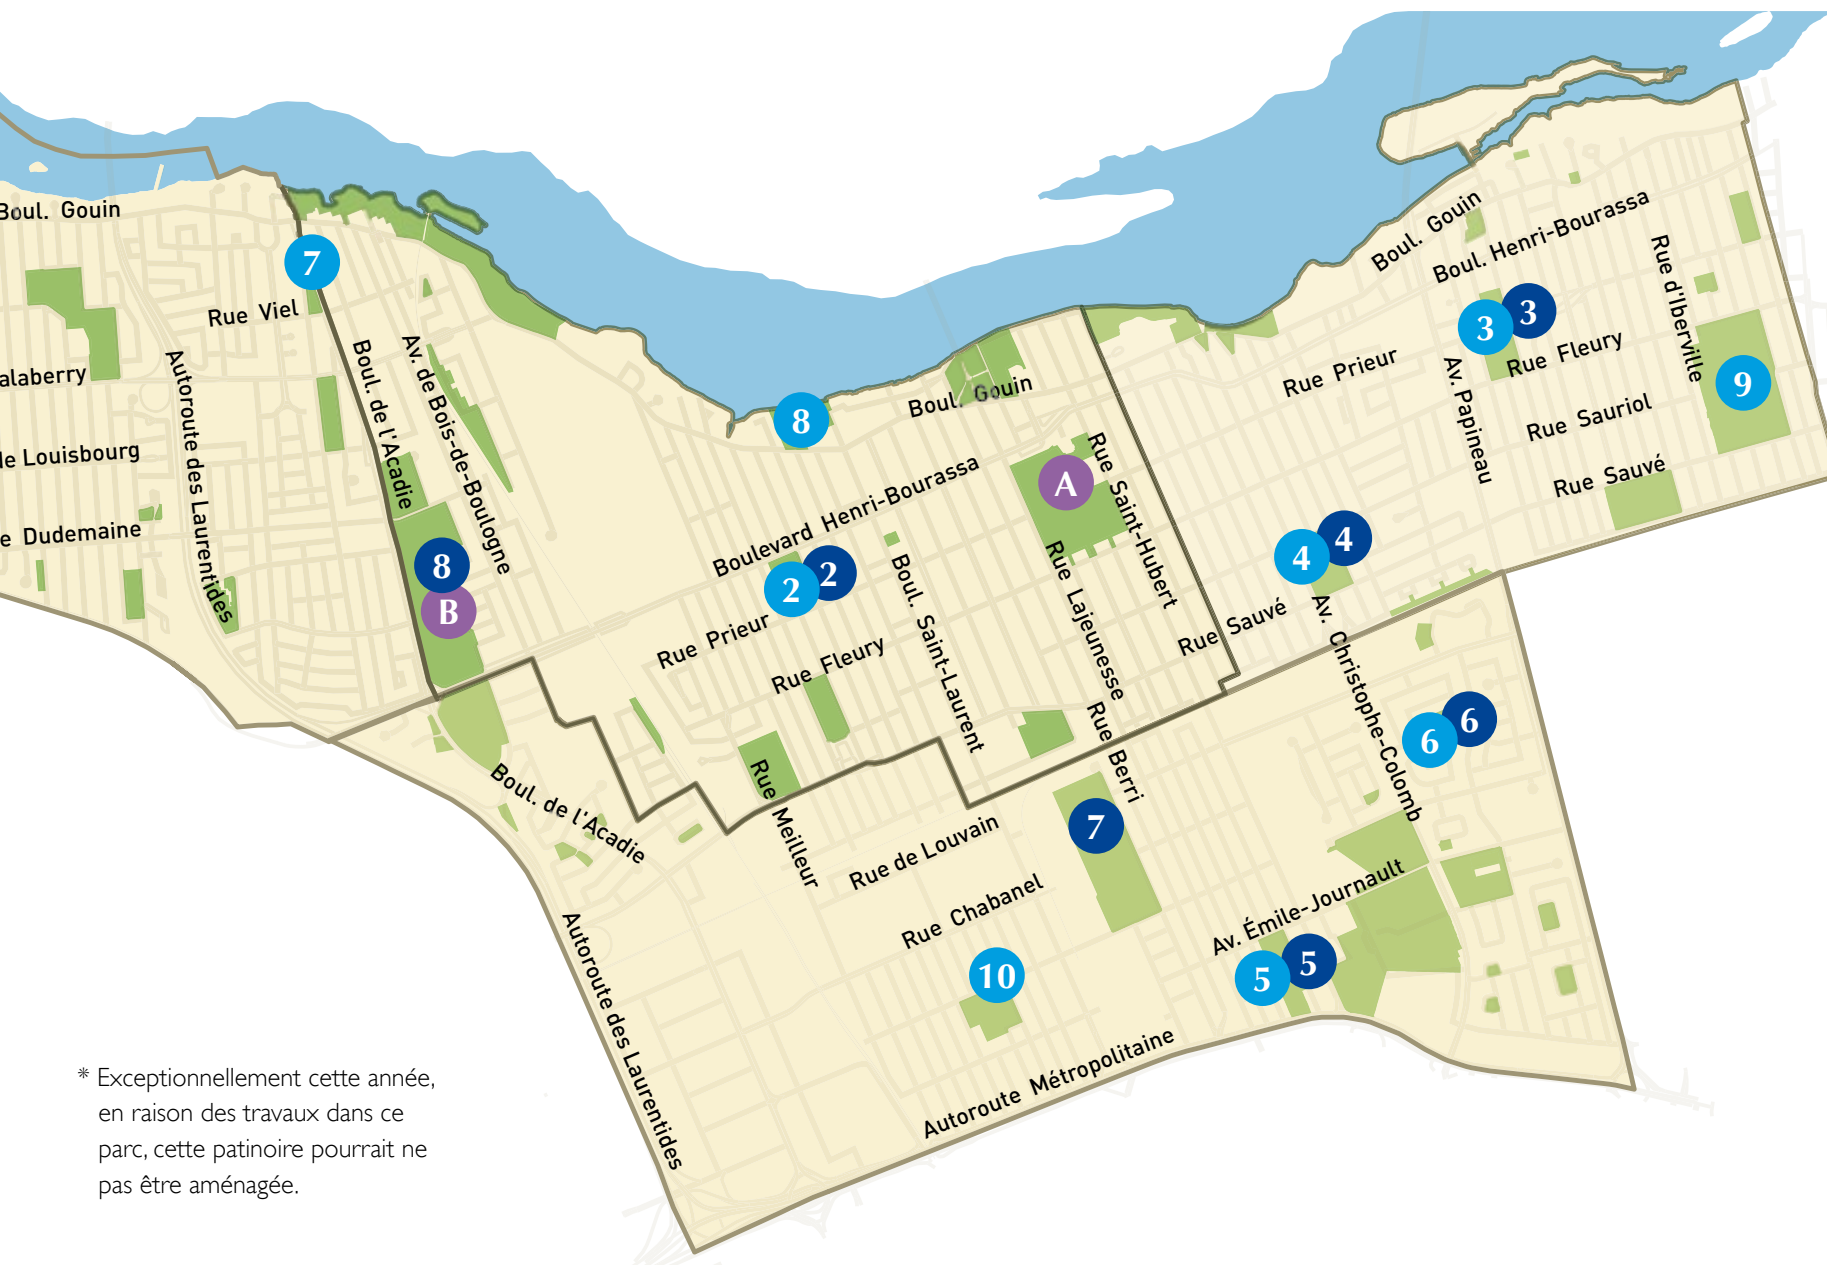 Boul. Gouin
7
Rue Viel
alaberry
Autoroute des Laurentides
Boul. de l'Acadie
Av. de Bois-de-Boulogne
de Louisbourg
e Dudemaine
8
B
8
Boul. Gouin
Boulevard Henri-Bourassa
A
Rue Saint-Hubert
2
2
Rue Prieur
Rue Fleury
Boul. Saint-Laurent
Rue Lajeunesse
Rue Sauvé
Boul. Gouin
Boul. Henri-Bourassa
Rue d'Iberville
3
3
Rue Prieur
Av. Papineau
Rue Fleury
9
Rue Sauriol
Rue Sauvé
4
4
Av. Christophe-Colomb
6
6
Rue Berri
Boul. de l'Acadie
Rue Meilleur
7
Rue de Louvain
Rue Chabanel
Av. Émile-Journault
10
5
5
Autoroute des Laurentides
Autoroute Métropolitaine
* Exceptionnellement cette année,
en raison des travaux dans ce
parc, cette patinoire pourrait ne
pas être aménagée.